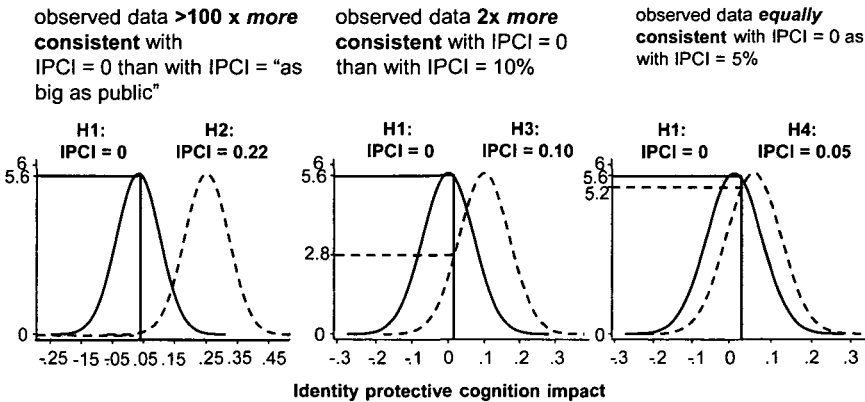 observed data >100 x more
consistent with
IPCI = 0 than with IPCI = “as
big as public”
observed data 2x more
consistent with IPCI = 0
than with IPCI = 10%
observed data equally
consistent with IPCI = 0 as
with IPCI = 5%
H1:
IPCI = 0
H2:
IPCI = 0.22
6
5.6
0
-.25 -15 -.05 .05 .15 .25 .35 .45
H1:
IPCI = 0
H3:
IPCI = 0.10
6
5.6
2.8
0
-.3 -.2 -.1 0 .1 .2 .3
H1:
IPCI = 0
H4:
IPCI = 0.05
6
5.6
5.2
0
-.3 -.2 -.1 0 .1 .2 .3
Identity protective cognition impact